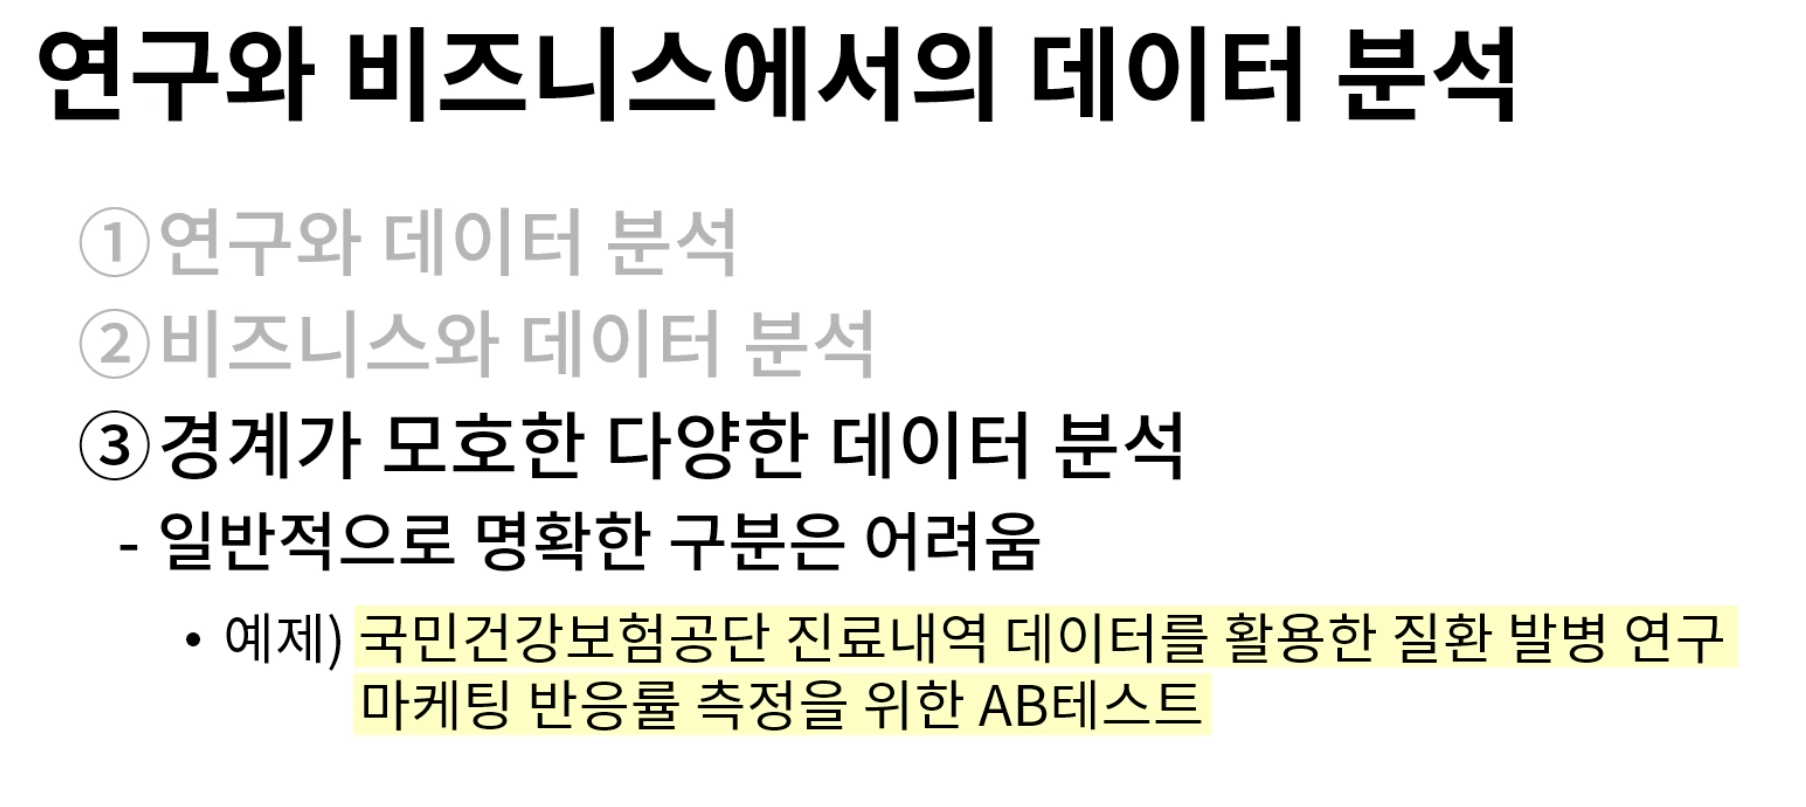 연구와 비즈니스에서의 데이터 분석
①연구와 데이터 분석
②비즈니스와 데이터 분석
③경계가 모호한 다양한 데이터 분석
- 일반적으로 명확한 구분은 어려움
• 예제) 국민건강보험공단 진료내역 데이터를 활용한 질환 발병 연구
마케팅 반응률 측정을 위한 AB테스트